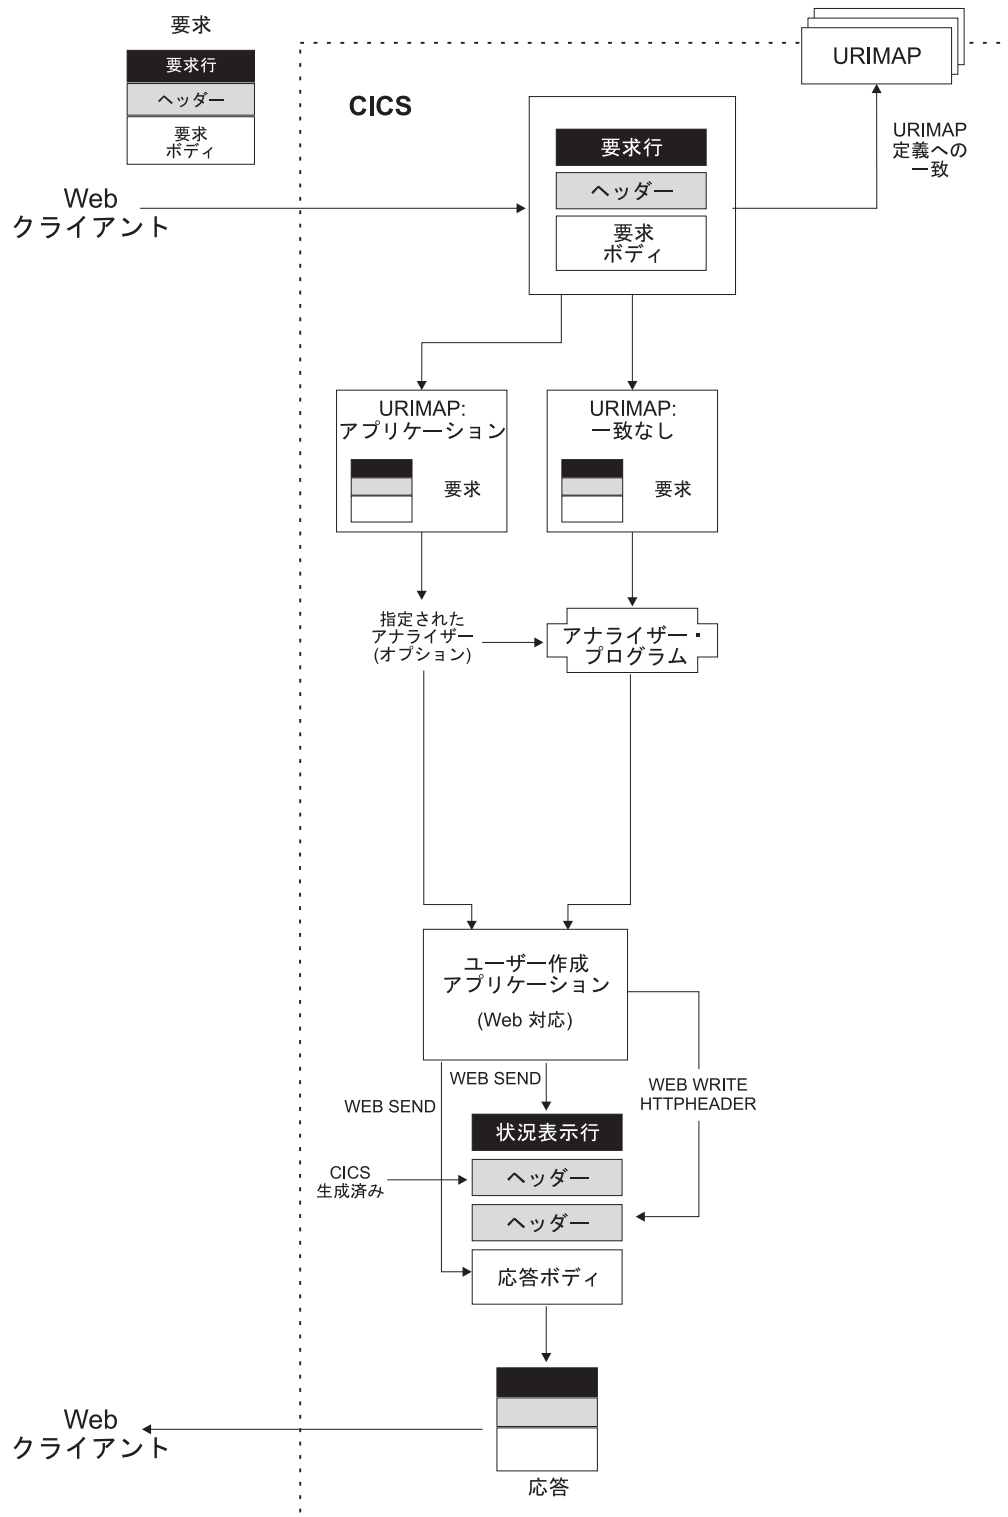 要求
要求行
ヘッダー
要求
ボディ
URIMAP
CICS
要求行
ヘッダー
要求
ボディ
URIMAP
定義への
一致
Web
クライアント
URIMAP:
アプリケーション
要求
URIMAP:
一致なし
要求
指定された
アナライザー
(オプション)
アナライザー・
プログラム
ユーザー作成
アプリケーション
(Web 対応)
WEB SEND
WEB SEND
WEB WRITE
HTTPHEADER
状況表示行
CICS
生成済み
ヘッダー
ヘッダー
応答ボディ
Web
クライアント
応答